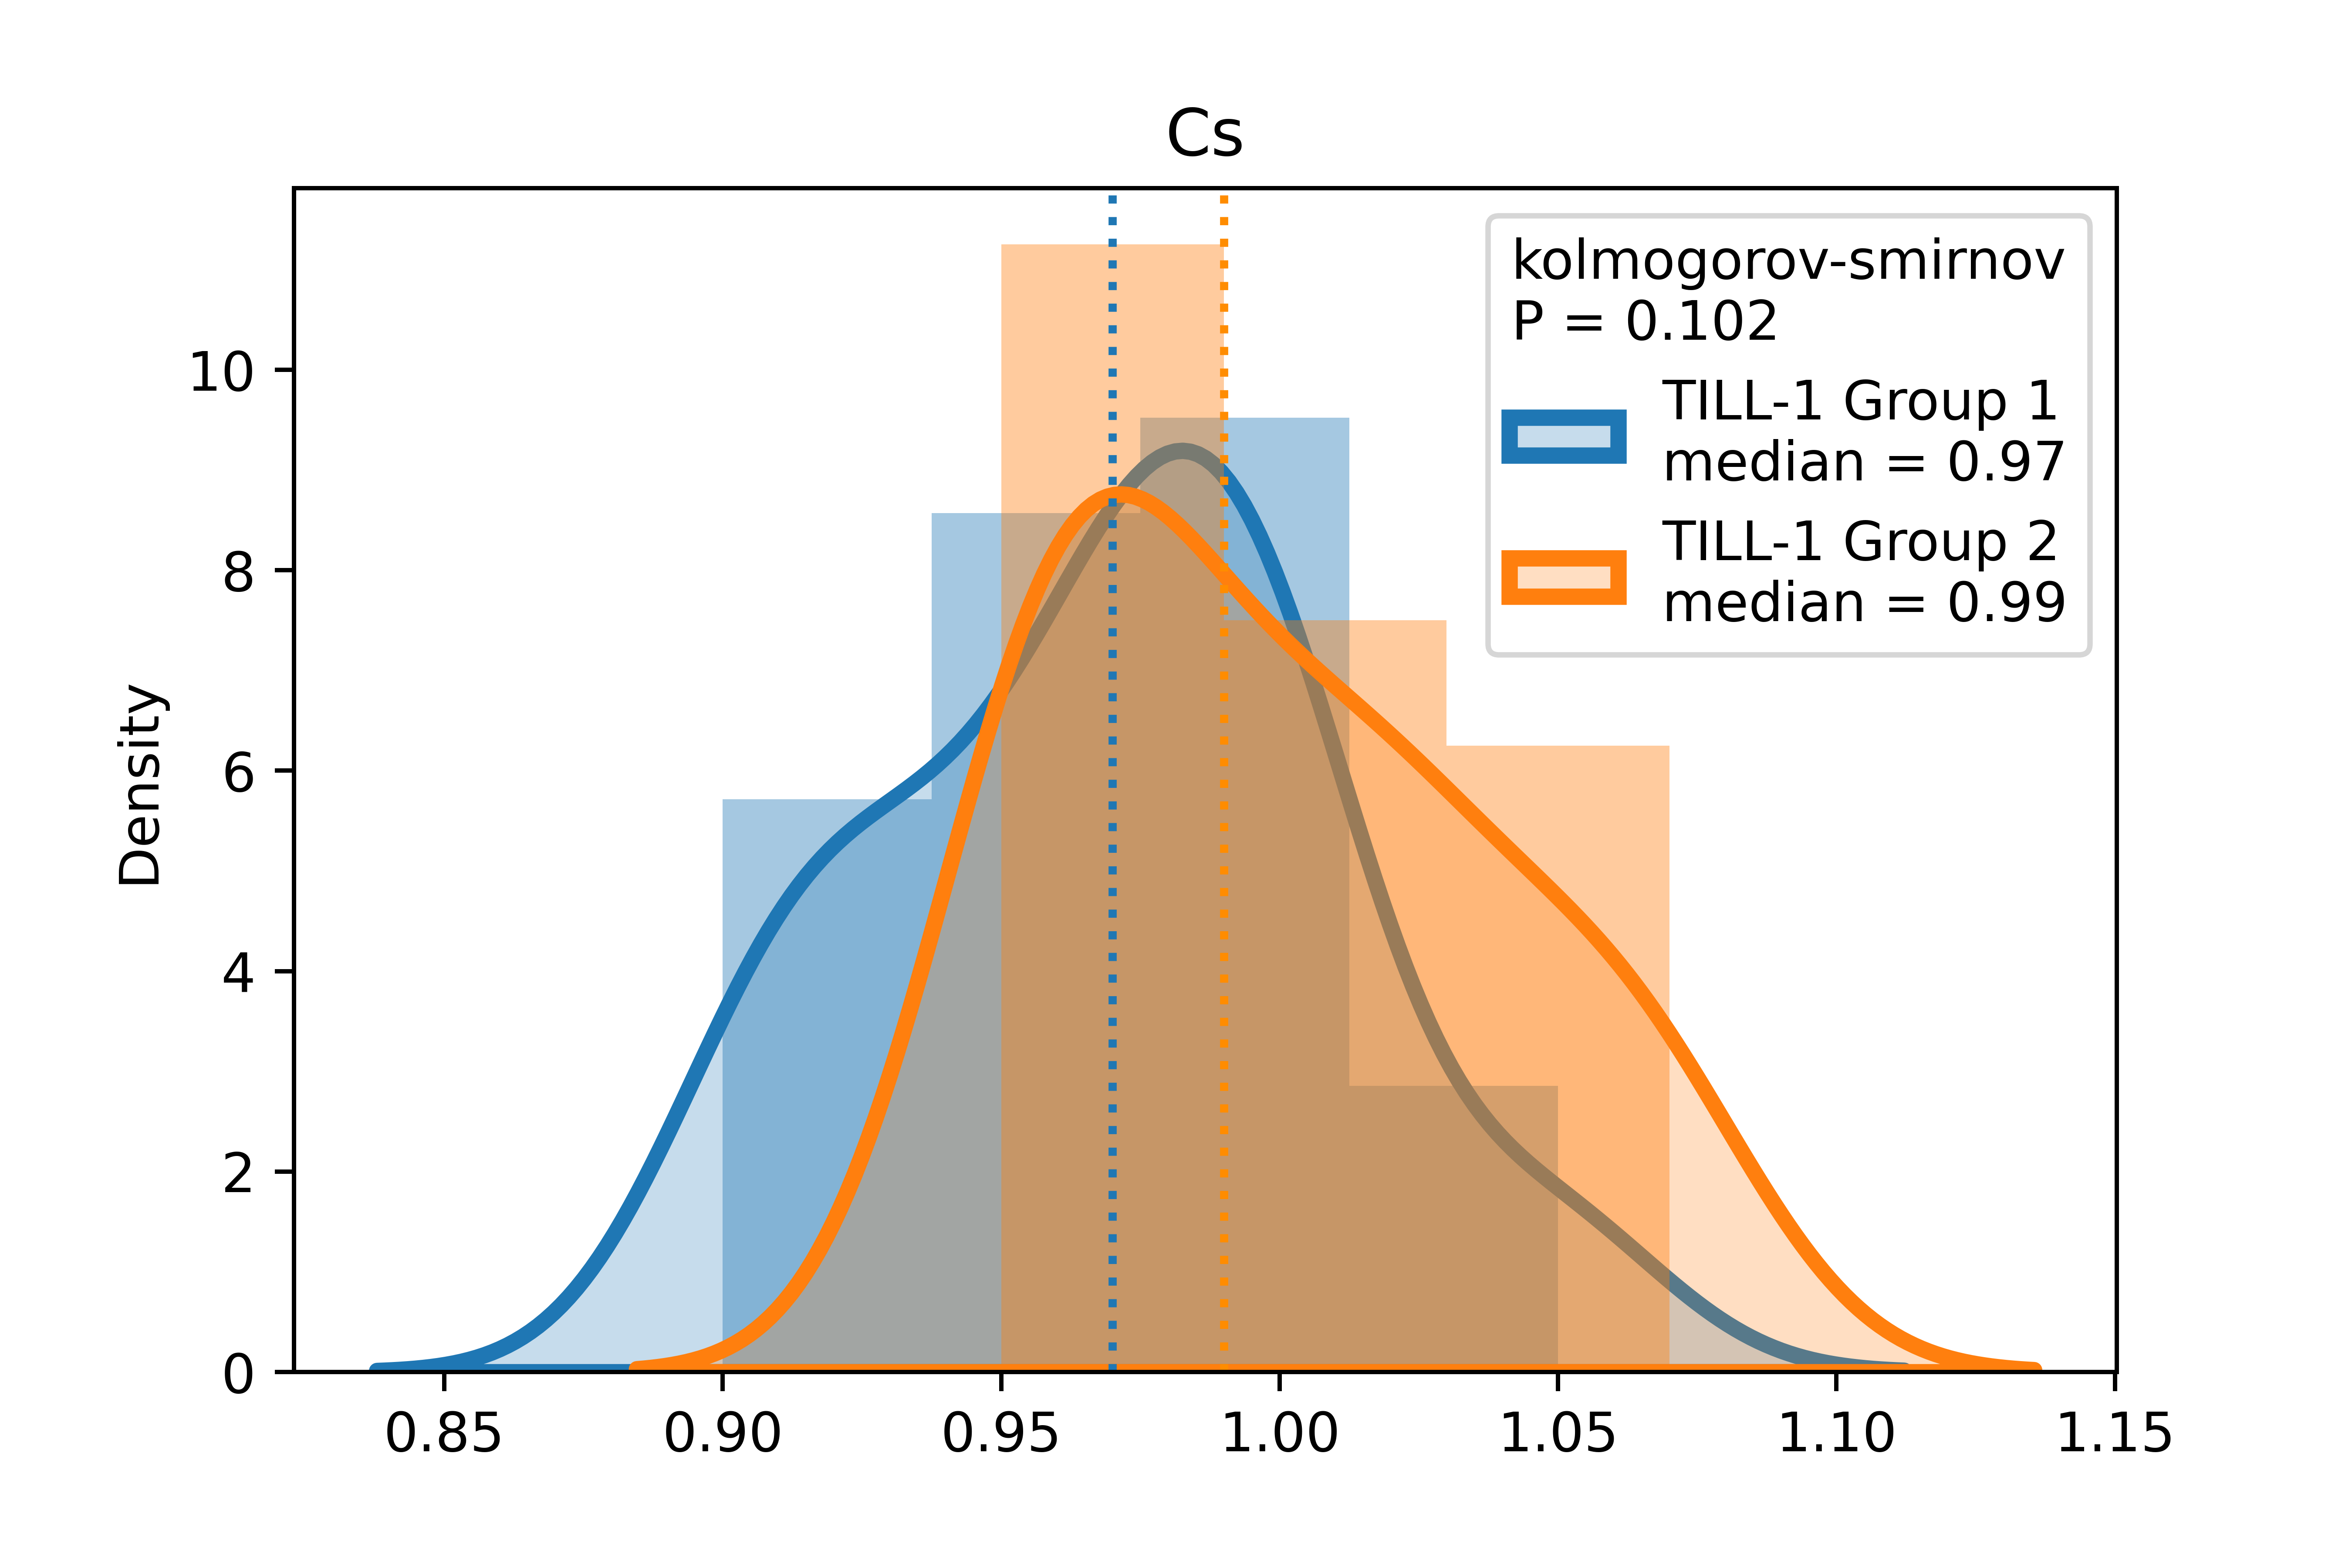 Cs
kolmogorov-smirnov
P = 0.102
TILL-1 Group 1
median = 0.97
TILL-1 Group 2
median = 0.99
Density
10
8
6
4
2
0
0.85 0.90 0.95 1.00 1.05 1.10 1.15